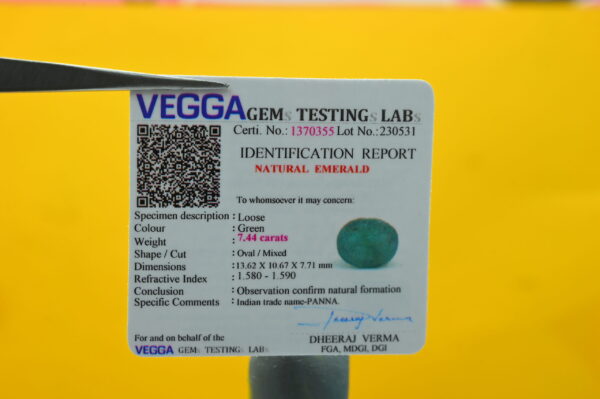 VEGGA GEMS TESTINGS LABS
Certi. No.: 1370355 Lot No.:230531
IDENTIFICATION REPORT
NATURAL EMERALD
To whomsoever it may concern:
Specimen description : Loose
Colour : Green
Weight : 7.44 carats
Shape / Cut : Oval / Mixed
Dimensions : 13.62 X 10.67 X 7.71 mm
Refractive Index : 1.580 - 1.590
Conclusion : Observation confirm natural formation
Specific Comments : Indian trade name-PANNA.
For and on behalf of the
VEGGA GEMS TESTINGS LABS
DHEERAJ VERMA
FGA, MDGI, DGI